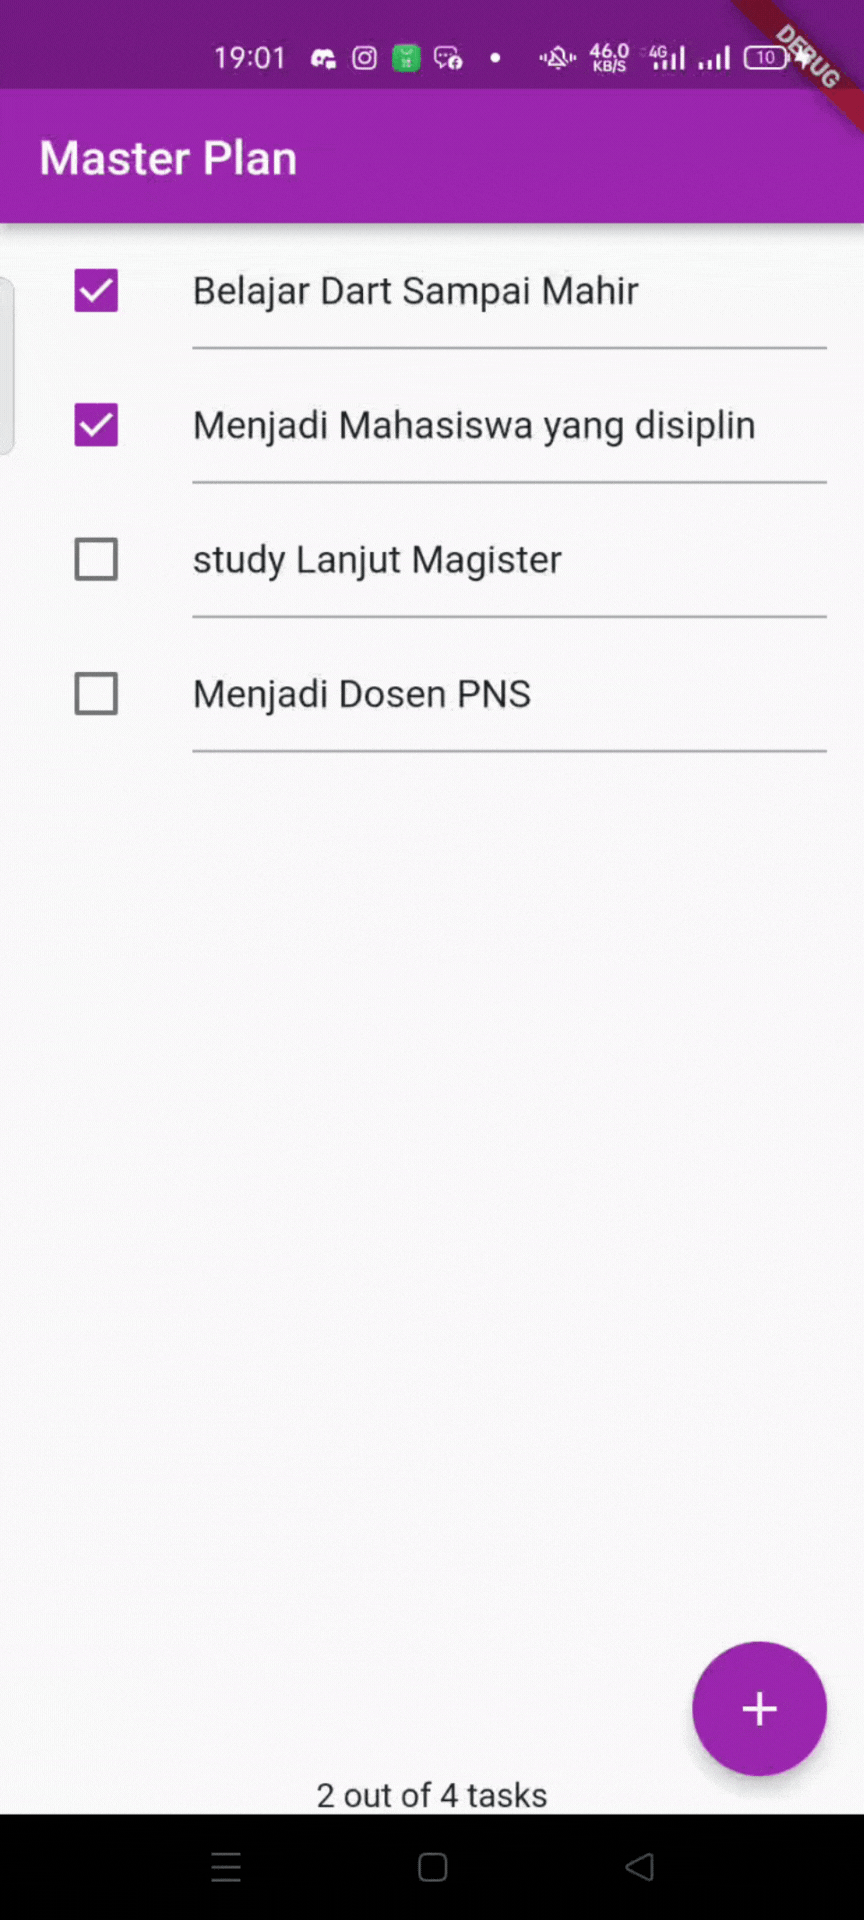 19:01 46.0 KB/S 4G 10
DEBUG
Master Plan
Belajar Dart Sampai Mahir
Menjadi Mahasiswa yang disiplin
study Lanjut Magister
Menjadi Dosen PNS
2 out of 4 tasks